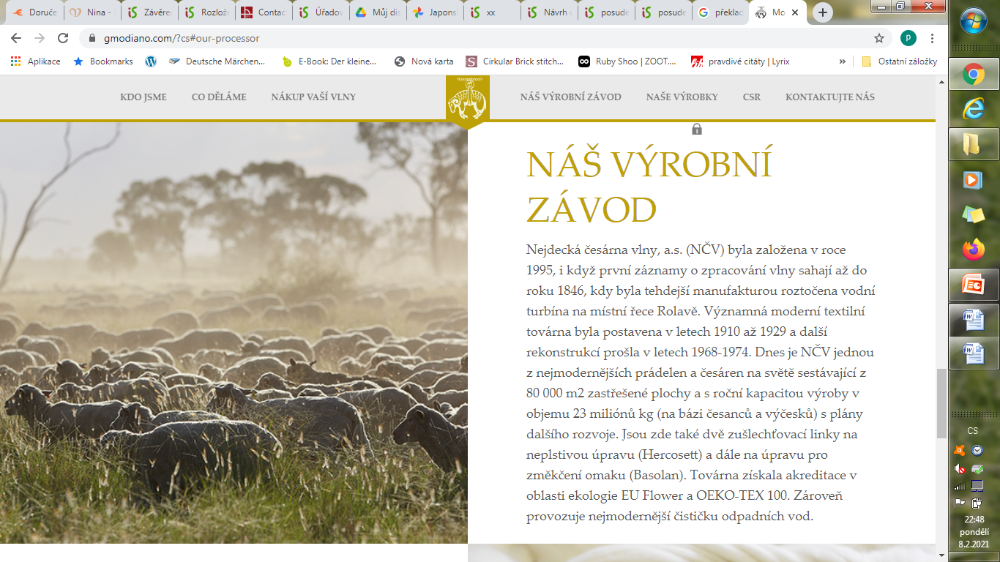 Doruče
Nina -
Závěre
Rozlože
Contac
Úřadov
Můj dis
Japons
xx
Návrh c
posude
posude
překlad
Mo
gmodiano.com/?cs#our-processor
p
Aplikace
Bookmarks
Deutsche Märchen...
E-Book: Der kleine...
Nová karta
Cirkular Brick stitch...
Ruby Shoo | ZOOT....
pravdivé citáty | Lyrix
»
Ostatní záložky
KDO JSME
CO DĚLÁME
NÁKUP VAŠÍ VLNY
NÁŠ VÝROBNÍ ZÁVOD
NAŠE VÝROBKY
CSR
KONTAKTUJTE NÁS
NÁŠ VÝROBNÍ
ZÁVOD
Nejdecká česárna vlny, a.s. (NČV) byla založena v roce
1995, i když první záznamy o zpracování vlny sahají až do
roku 1846, kdy byla tehdejší manufakturou roztočena vodní
turbína na místní řece Rolavě. Významná moderní textilní
továrna byla postavena v letech 1910 až 1929 a další
rekonstrukcí prošla v letech 1968-1974. Dnes je NČV jednou
z nejmodernějších prádelen a česáren na světě sestávající z
80 000 m2 zastřešené plochy a s roční kapacitou výroby v
objemu 23 miliónů kg (na bázi česanců a výčesků) s plány
dalšího rozvoje. Jsou zde také dvě zušlechťovací linky na
neplstivou úpravu (Hercosett) a dále na úpravu pro
změkčení omaku (Basolan). Továrna získala akreditace v
oblasti ekologie EU Flower a OEKO-TEX 100. Zároveň
provozuje nejmodernější čističku odpadních vod.
CS
22:48
pondělí
8.2.2021